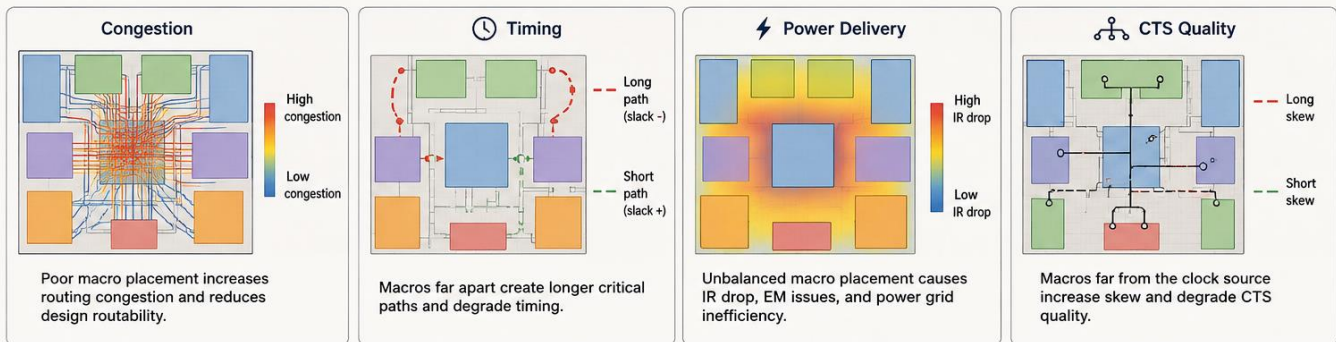 Congestion
High
congestion
Low
congestion
Poor macro placement increases
routing congestion and reduces
design routability.
Timing
Long
path
(slack -)
Short
path
(slack +)
Macros far apart create longer critical
paths and degrade timing.
Power Delivery
High
IR drop
Low
IR drop
Unbalanced macro placement causes
IR drop, EM issues, and power grid
inefficiency.
CTS Quality
Long
skew
Short
skew
Macros far from the clock source
increase skew and degrade CTS
quality.